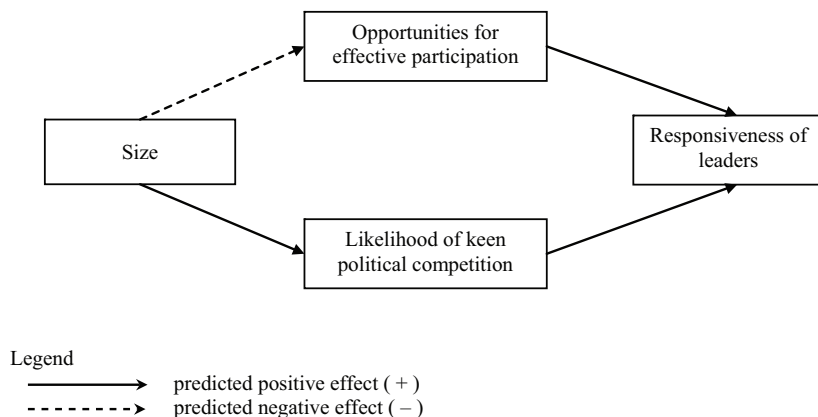 Opportunities for
effective participation
Size
Responsiveness of
leaders
Likelihood of keen
political competition
Legend
predicted positive effect ( + )
predicted negative effect ( – )